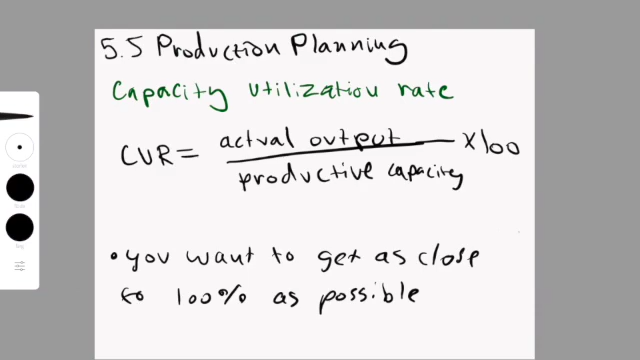 5.5 Production Planning
Capacity utilization rate
CUR = actual output / productive capacity x100
• you want to get as close
to 100% as possible